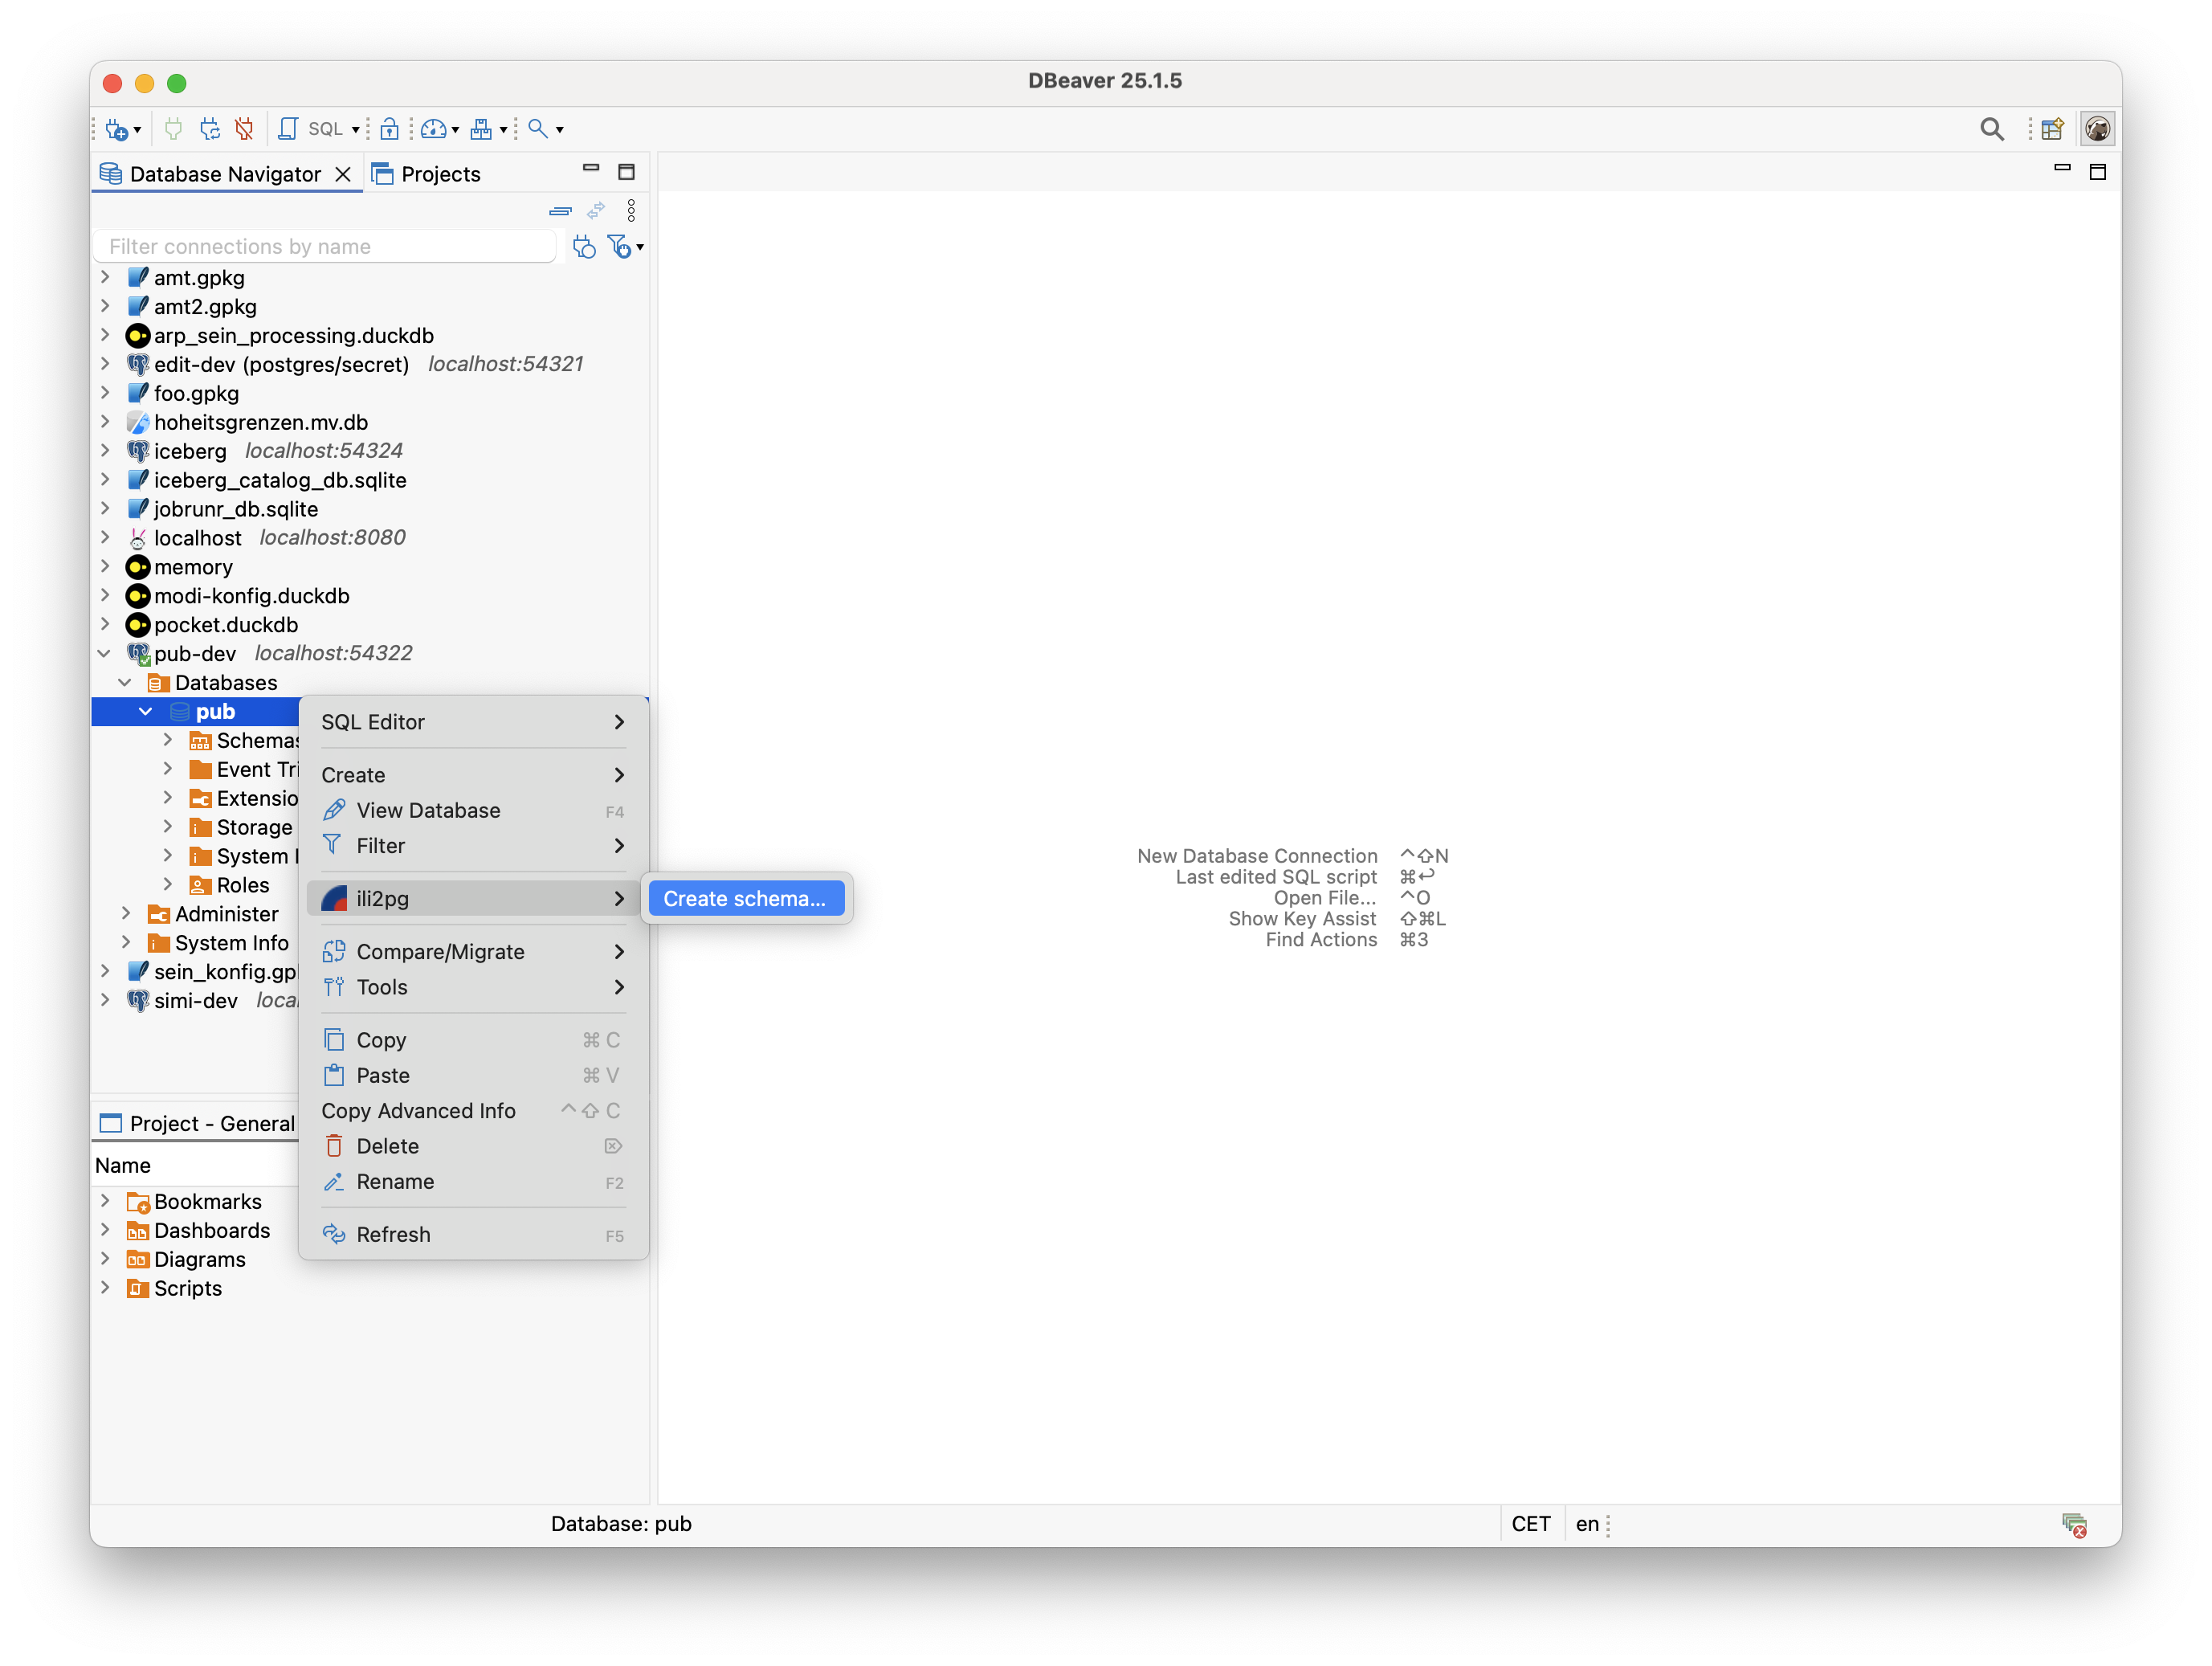 DBeaver 25.1.5
SQL
Database Navigator
Projects
Filter connections by name
amt.gpkg
amt2.gpkg
arp_sein_processing.duckdb
edit-dev (postgres/secret) localhost:54321
foo.gpkg
hoheitsgrenzen.mv.db
iceberg localhost:54324
iceberg_catalog_db.sqlite
jobrunr_db.sqlite
localhost localhost:8080
memory
modi-konfig.duckdb
pocket.duckdb
pub-dev localhost:54322
Databases
pub
Schemas
Event Tri
Extensio
Storage
System
Roles
Administer
System Info
sein_konfig.gp
simi-dev loca
SQL Editor
Create
View Database F4
Filter
ili2pg
Create schema...
Compare/Migrate
Tools
Copy ⌘ C
Paste ⌘ V
Copy Advanced Info ^⇧ C
Delete ⌦
Rename F2
Refresh F5
New Database Connection ^⇧N
Last edited SQL script ⌘↩
Open File... ^O
Show Key Assist ⇧⌘L
Find Actions ⌘3
Project - General
Name
Bookmarks
Dashboards
Diagrams
Scripts
Database: pub
CET
en